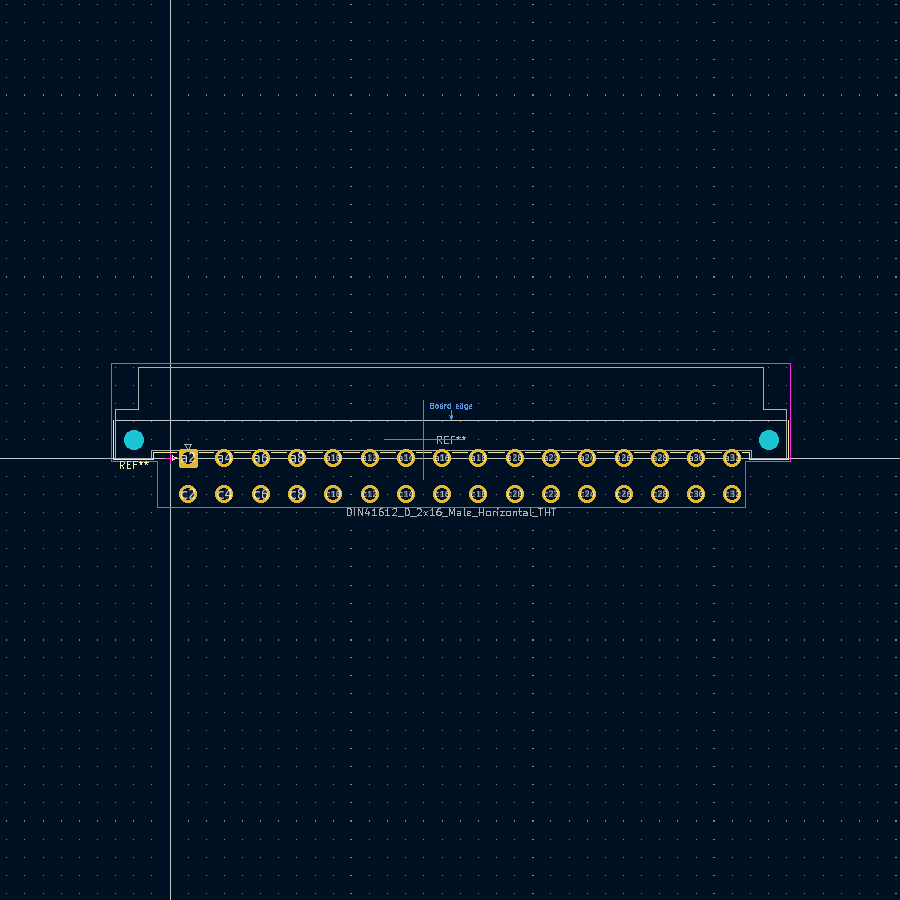 Board edge
REF**
REF**
a2 a4 a6 a8 a10 a12 a14 a16 a18 a20 a22 a24 a26 a28 a30 a32
c2 c4 c6 c8 c10 c12 c14 c16 c18 c20 c22 c24 c26 c28 c30 c32
DIN41612_D_2x16_Male_Horizontal_THT